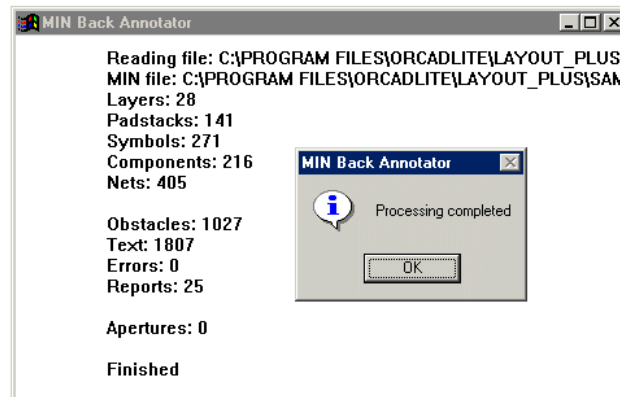 MIN Back Annotator
Reading file: C:\PROGRAM FILES\ORCADLITE\LAYOUT_PLUS
MIN file: C:\PROGRAM FILES\ORCADLITE\LAYOUT_PLUS\SAM
Layers: 28
Padstacks: 141
Symbols: 271
Components: 216
Nets: 405
Obstacles: 1027
Text: 1807
Errors: 0
Reports: 25
Apertures: 0
Finished
MIN Back Annotator
Processing completed
OK